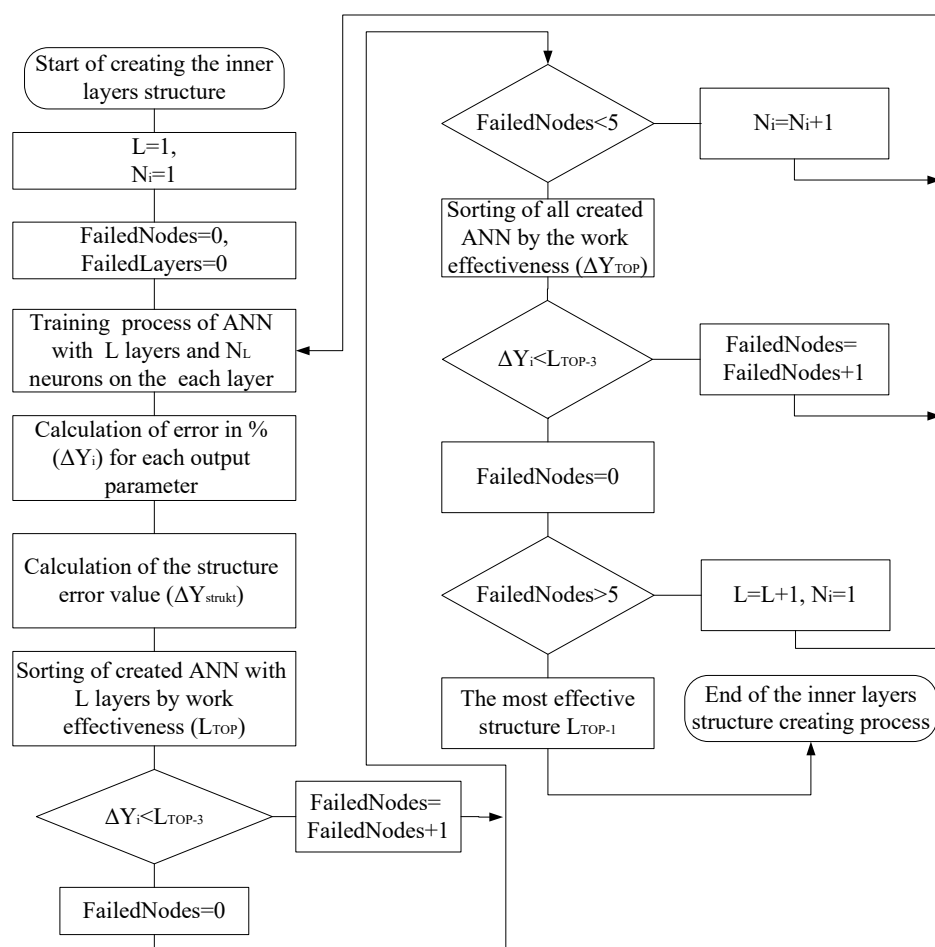 Start of creating the inner
layers structure
L=1,
Ni=1
FailedNodes=0,
FailedLayers=0
Training process of ANN
with L layers and NL
neurons on the each layer
Calculation of error in %
(ΔYi) for each output
parameter
Calculation of the structure
error value (ΔYstrukt)
Sorting of created ANN with
L layers by work
effectiveness (LTOP)
ΔYi<LTOP-3
FailedNodes=
FailedNodes+1
FailedNodes=0
FailedNodes<5
Ni=Ni+1
Sorting of all created
ANN by the work
effectiveness (ΔYTOP)
ΔYi<LTOP-3
FailedNodes=
FailedNodes+1
FailedNodes=0
FailedNodes>5
L=L+1, Ni=1
The most effective
structure LTOP-1
End of the inner layers
structure creating process